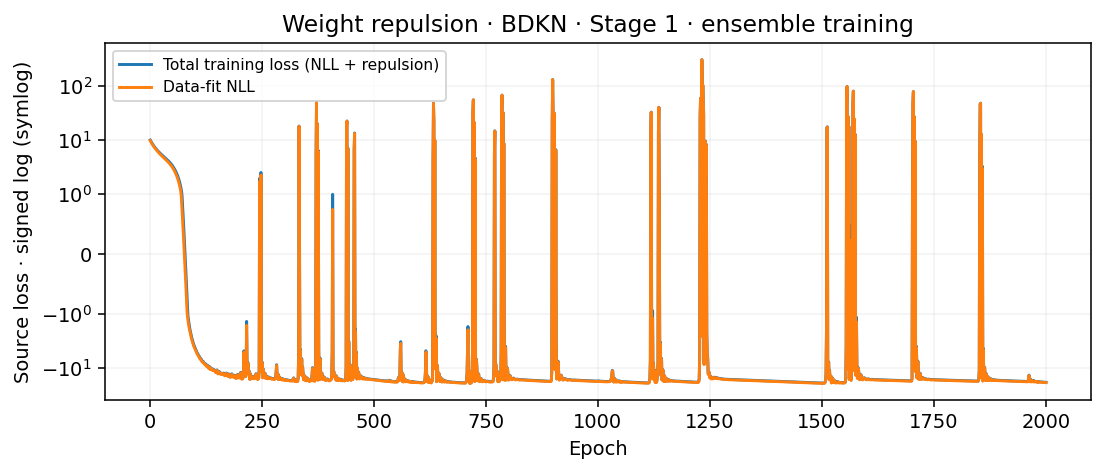 Weight repulsion · BDKN · Stage 1 · ensemble training
Total training loss (NLL + repulsion)
Data-fit NLL
Source loss · signed log (symlog)
10²
10¹
10⁰
0
−10⁰
−10¹
0 250 500 750 1000 1250 1500 1750 2000
Epoch